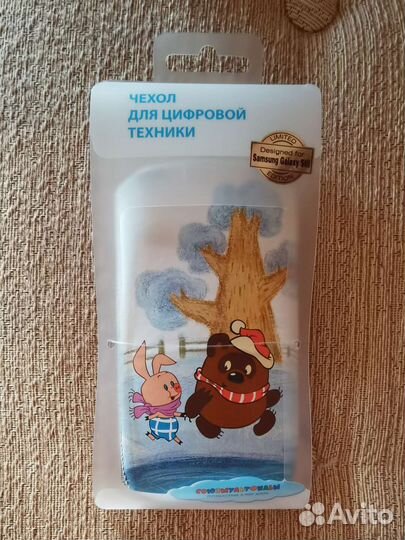 ЧЕХОЛ
ДЛЯ ЦИФРОВОЙ
ТЕХНИКИ
LIMITED
Designed for
Samsung Galaxy SIII
EDITION
СОЮЗМУЛЬТФИЛЬМ
Avito